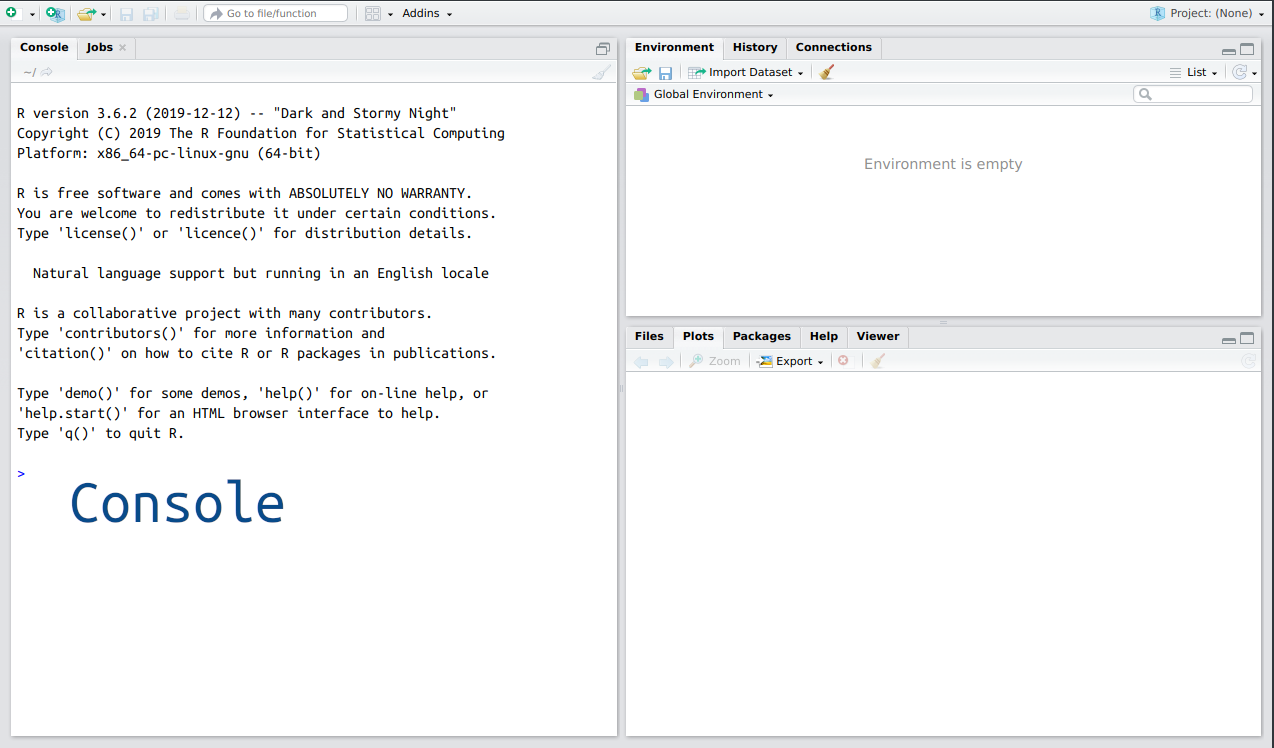 Go to file/function
Addins
Project: (None)
Console Jobs
~/
R version 3.6.2 (2019-12-12) -- "Dark and Stormy Night"
Copyright (C) 2019 The R Foundation for Statistical Computing
Platform: x86_64-pc-linux-gnu (64-bit)
R is free software and comes with ABSOLUTELY NO WARRANTY.
You are welcome to redistribute it under certain conditions.
Type 'license()' or 'licence()' for distribution details.
Natural language support but running in an English locale
R is a collaborative project with many contributors.
Type 'contributors()' for more information and
'citation()' on how to cite R or R packages in publications.
Type 'demo()' for some demos, 'help()' for on-line help, or
'help.start()' for an HTML browser interface to help.
Type 'q()' to quit R.
>
Console
Environment History Connections
Import Dataset List
Global Environment
Environment is empty
Files Plots Packages Help Viewer
Zoom Export